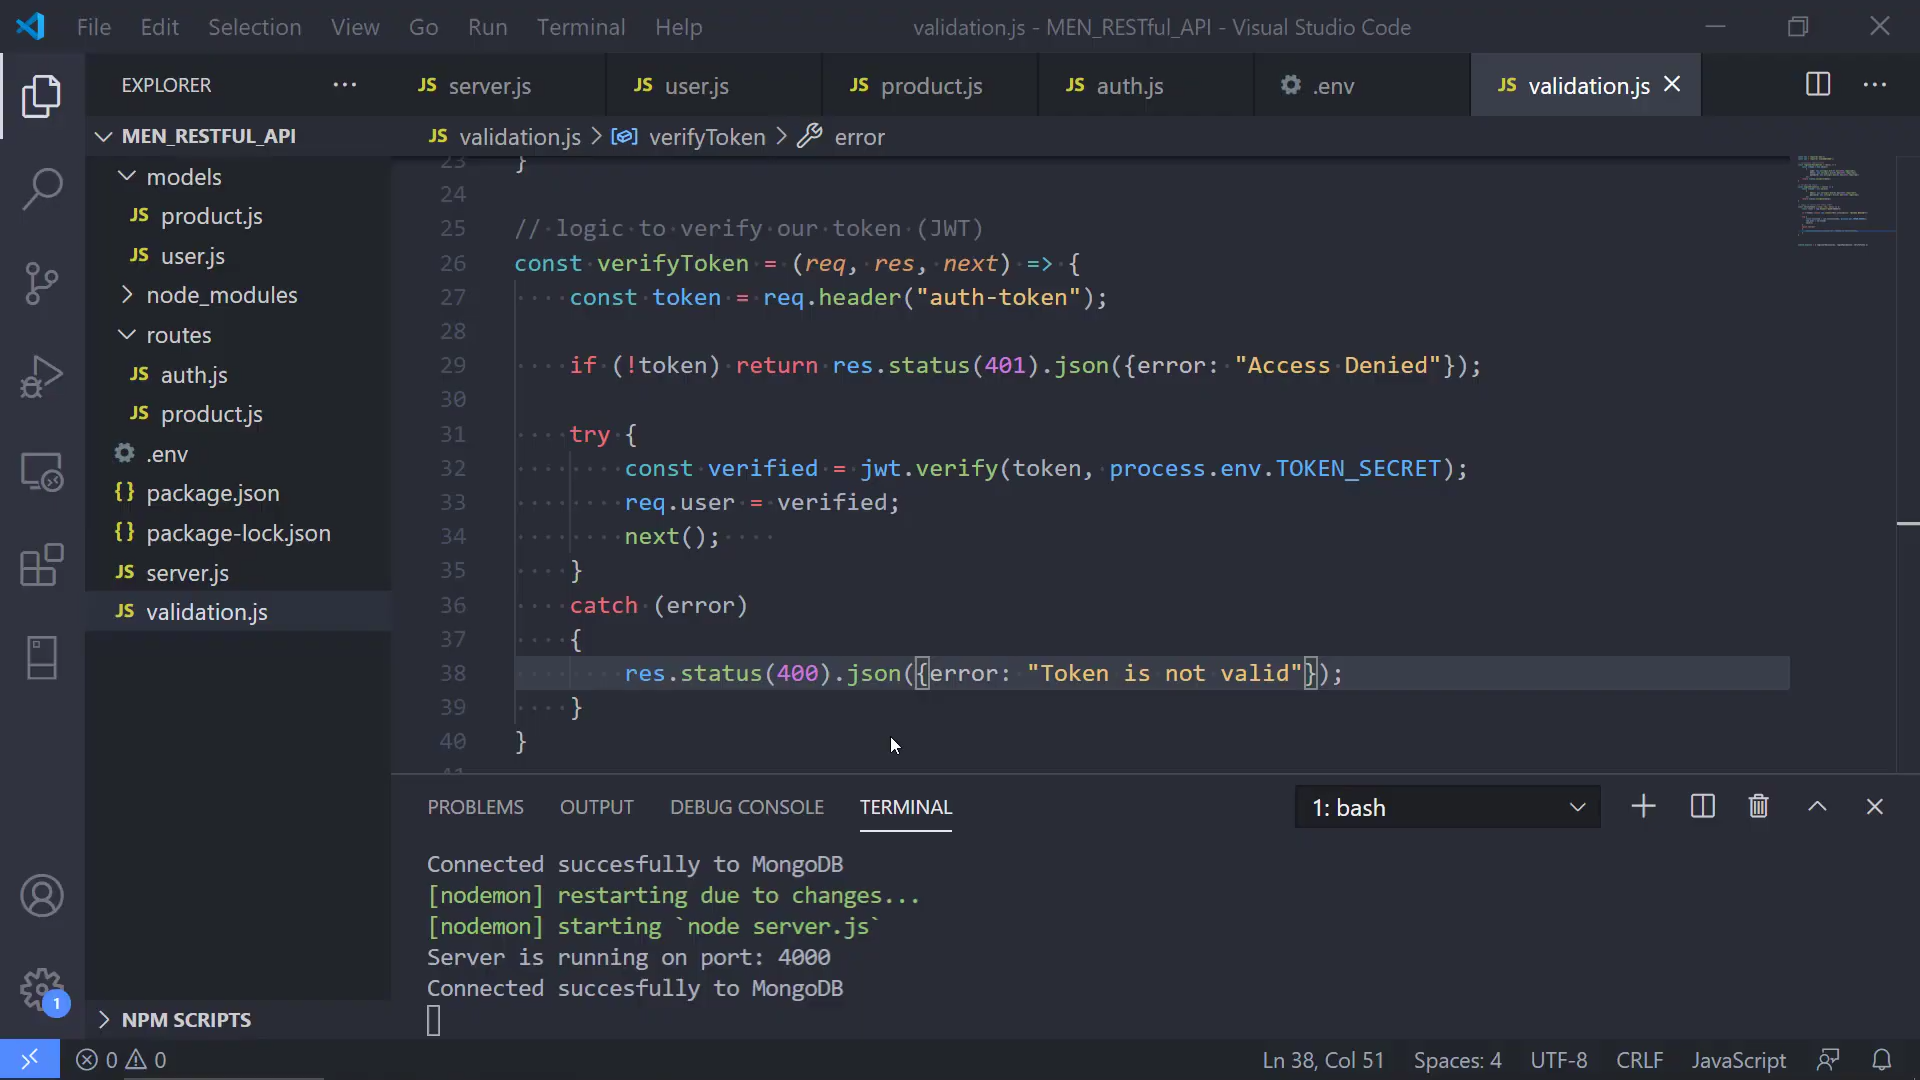 File Edit Selection View Go Run Terminal Help
validation.js - MEN_RESTful_API - Visual Studio Code
EXPLORER
JS server.js
JS user.js
JS product.js
JS auth.js
.env
JS validation.js
MEN_RESTFUL_API
JS validation.js > verifyToken > error
models
JS product.js
JS user.js
node_modules
routes
JS auth.js
JS product.js
.env
{} package.json
{} package-lock.json
JS server.js
JS validation.js
NPM SCRIPTS
23 }
24
25 // logic to verify our token (JWT)
26 const verifyToken = (req, res, next) => {
27 const token = req.header("auth-token");
28
29 if (!token) return res.status(401).json({error: "Access Denied"});
30
31 try {
32 const verified = jwt.verify(token, process.env.TOKEN_SECRET);
33 req.user = verified;
34 next();
35 }
36 catch (error)
37 {
38 res.status(400).json({error: "Token is not valid"});
39 }
40 }
PROBLEMS OUTPUT DEBUG CONSOLE TERMINAL
1: bash
Connected succesfully to MongoDB
[nodemon] restarting due to changes...
[nodemon] starting `node server.js`
Server is running on port: 4000
Connected succesfully to MongoDB
1
0 0
Ln 38, Col 51 Spaces: 4 UTF-8 CRLF JavaScript